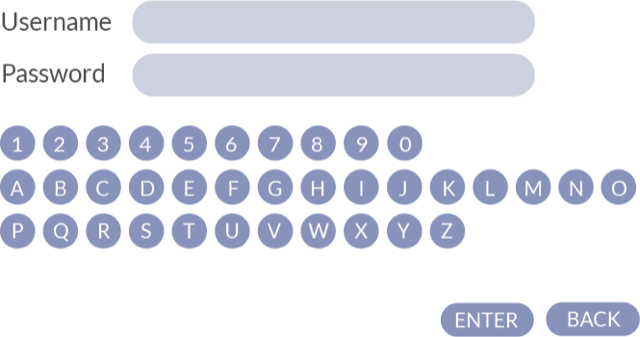 Username
Password
1 2 3 4 5 6 7 8 9 0
A B C D E F G H I J K L M N O
P Q R S T U V W X Y Z
ENTER BACK